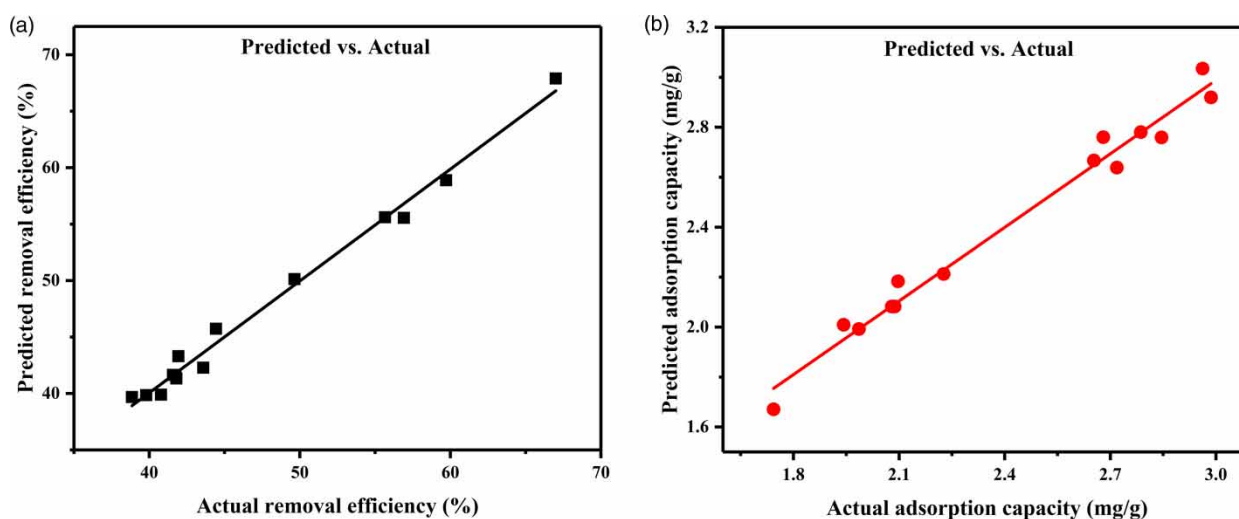 (a)
Predicted vs. Actual
70
60
50
40
Predicted removal efficiency (%)
40 50 60 70
Actual removal efficiency (%)
(b)
Predicted vs. Actual
3.2
2.8
2.4
2.0
1.6
Predicted adsorption capacity (mg/g)
1.8 2.1 2.4 2.7 3.0
Actual adsorption capacity (mg/g)